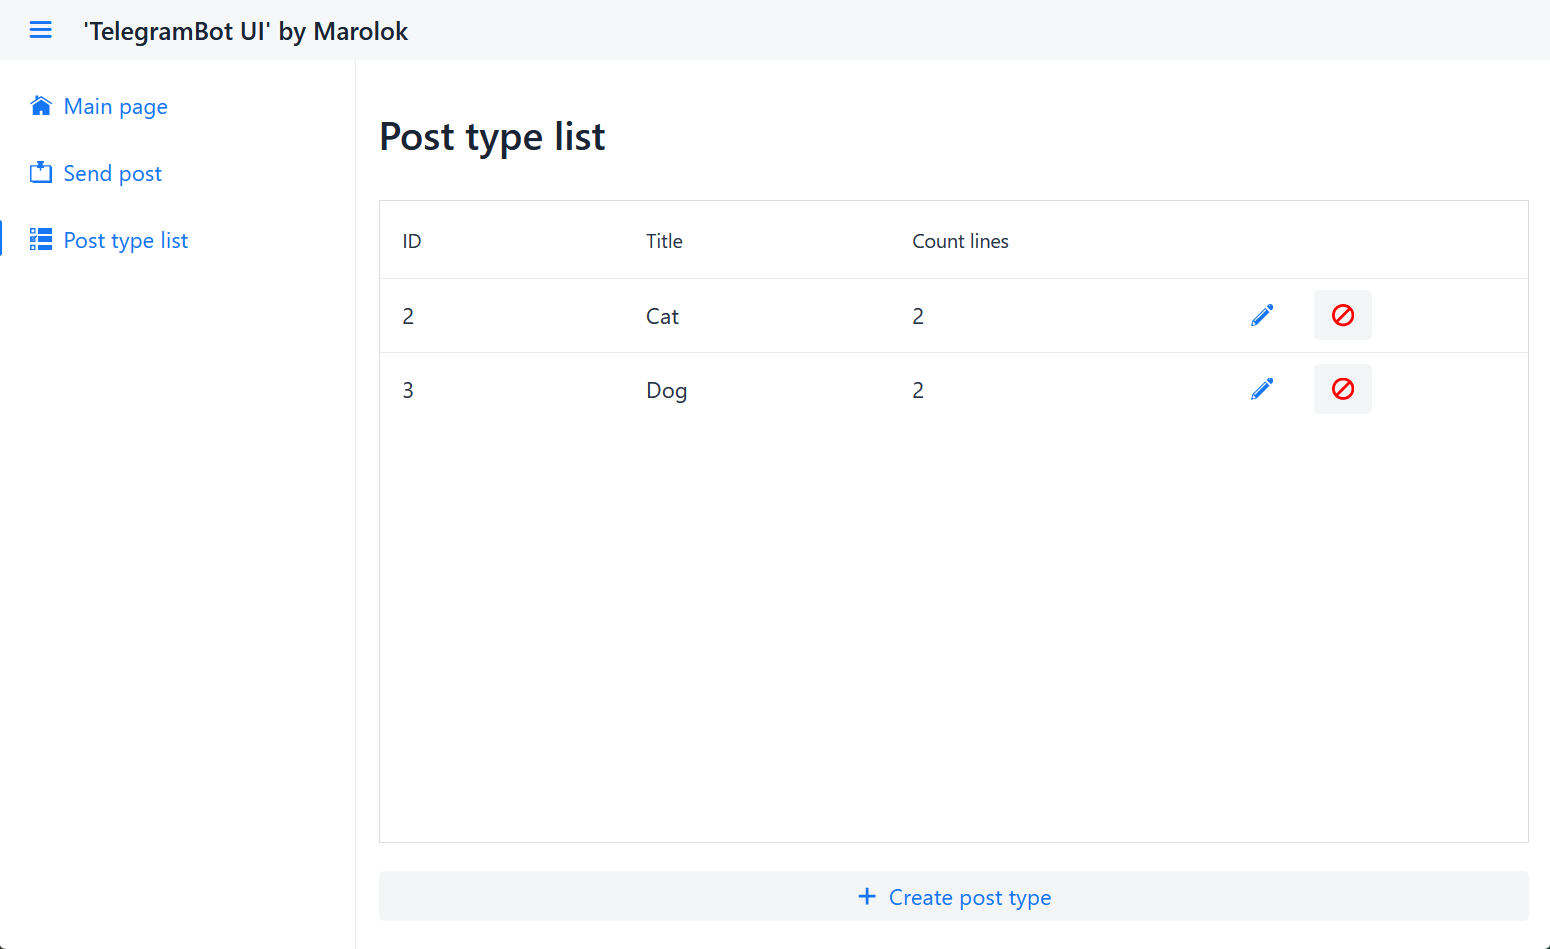 'TelegramBot UI' by Marolok
Main page
Send post
Post type list
Post type list
ID Title Count lines
2 Cat 2
3 Dog 2
+ Create post type